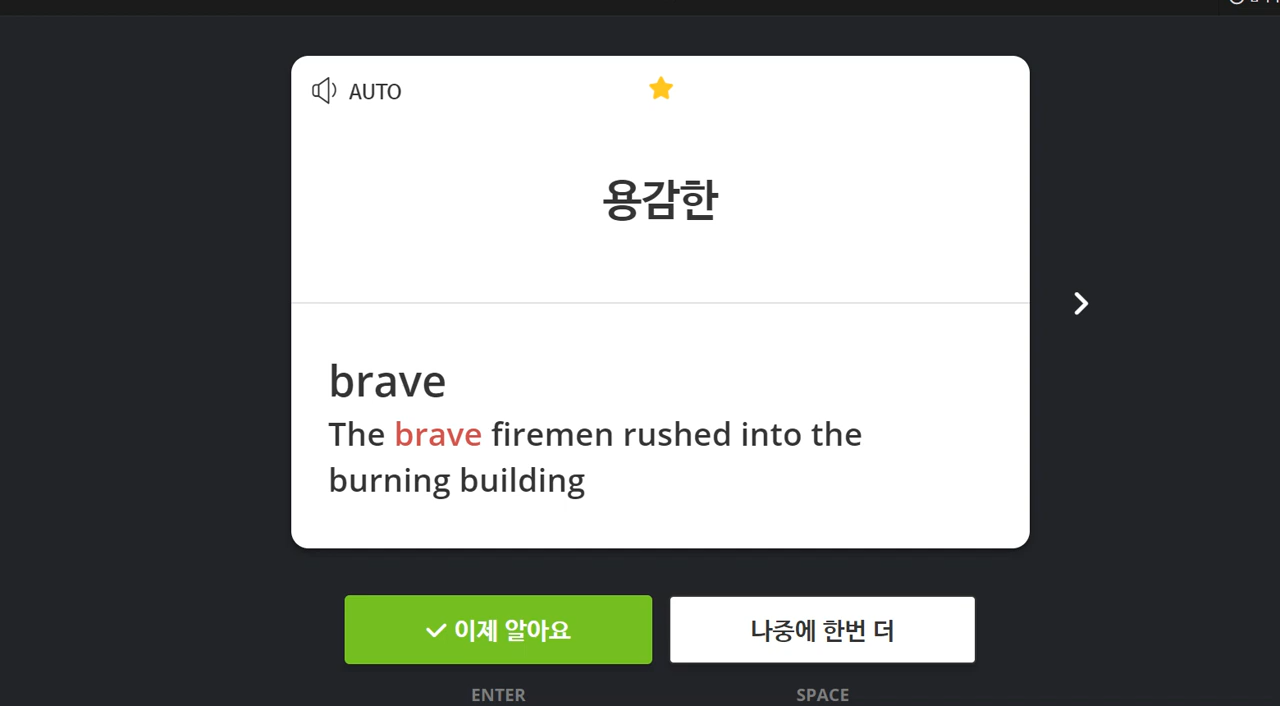 AUTO
용감한
brave
The brave firemen rushed into the
burning building
이제 알아요
나중에 한번 더
ENTER
SPACE